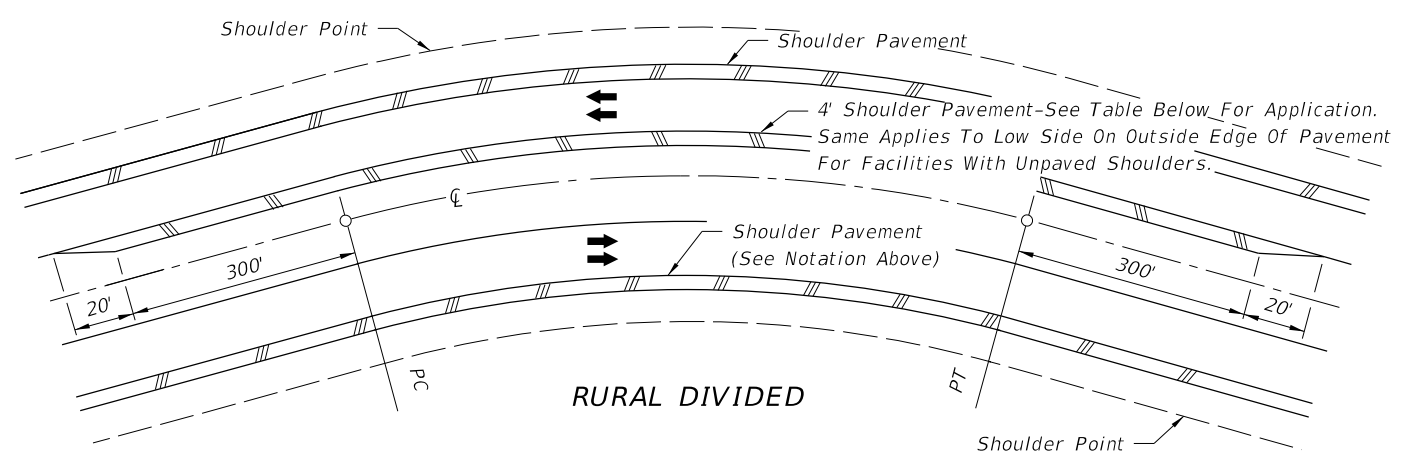 Shoulder Point
Shoulder Pavement
4' Shoulder Pavement-See Table Below For Application.
Same Applies To Low Side On Outside Edge Of Pavement
For Facilities With Unpaved Shoulders.
℄
Shoulder Pavement
(See Notation Above)
300'
20'
300'
20'
PC
PT
RURAL DIVIDED
Shoulder Point